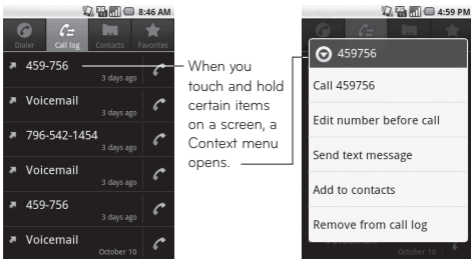 8:46 AM
Dialer Call log Contacts Favorites
459-756
3 days ago
Voicemail
3 days ago
796-542-1454
3 days ago
Voicemail
3 days ago
459-756
3 days ago
Voicemail
October 10
When you
touch and hold
certain items
on a screen, a
Context menu
opens.
4:59 PM
459756
Call 459756
Edit number before call
Send text message
Add to contacts
Remove from call log
October 10